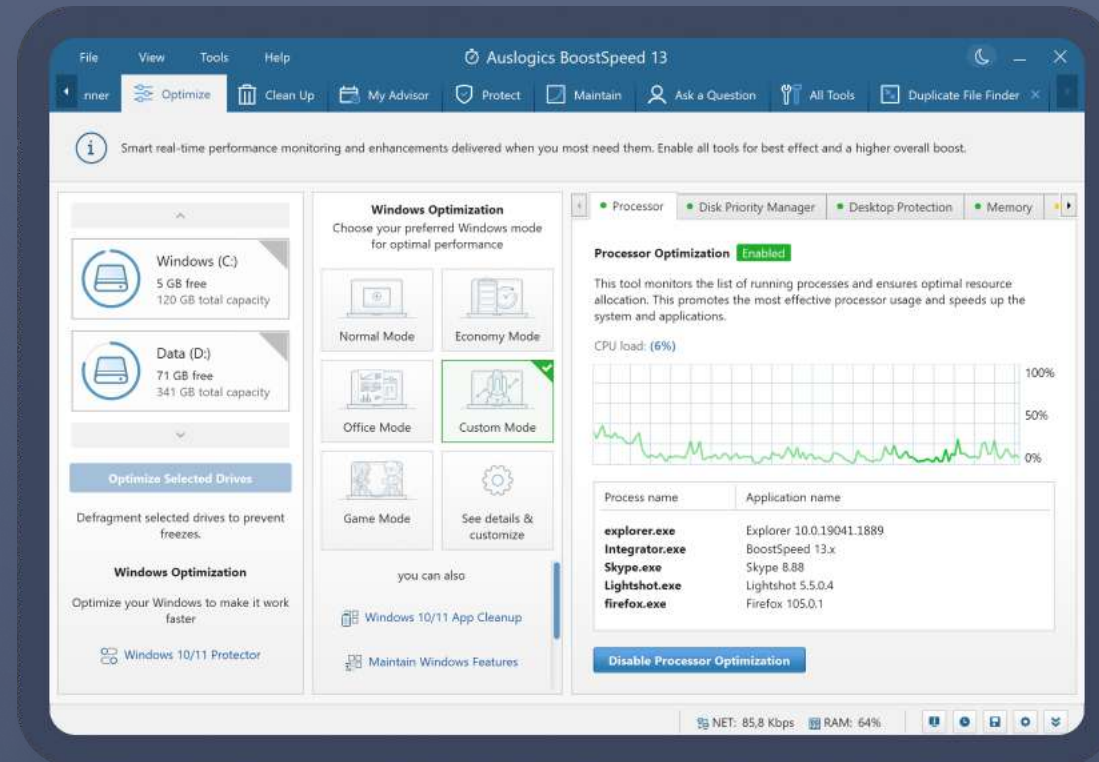 File View Tools Help
Auslogics BoostSpeed 13
nner Optimize Clean Up My Advisor Protect Maintain Ask a Question All Tools Duplicate File Finder
Smart real-time performance monitoring and enhancements delivered when you most need them. Enable all tools for best effect and a higher overall boost.
Windows (C:)
5 GB free
120 GB total capacity
Data (D:)
71 GB free
341 GB total capacity
Optimize Selected Drives
Defragment selected drives to prevent
freezes.
Windows Optimization
Optimize your Windows to make it work
faster
Windows 10/11 Protector
Windows Optimization
Choose your preferred Windows mode
for optimal performance
Normal Mode Economy Mode
Office Mode Custom Mode
Game Mode See details &
customize
you can also
Windows 10/11 App Cleanup
Maintain Windows Features
Processor Disk Priority Manager Desktop Protection Memory
Processor Optimization Enabled
This tool monitors the list of running processes and ensures optimal resource
allocation. This promotes the most effective processor usage and speeds up the
system and applications.
CPU load: (6%)
100%
50%
0%
Process name Application name
explorer.exe Explorer 10.0.19041.1889
Integrator.exe BoostSpeed 13.x
Skype.exe Skype 8.88
Lightshot.exe Lightshot 5.5.0.4
firefox.exe Firefox 105.0.1
Disable Processor Optimization
NET: 85,8 Kbps RAM: 64%